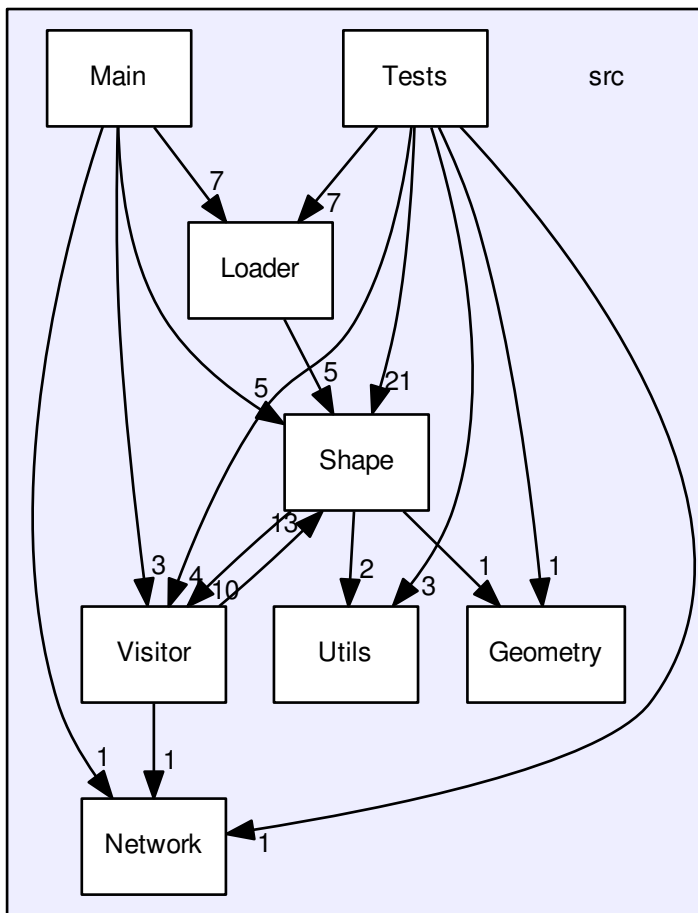 Main
Tests
src
7
7
Loader
5
5
21
Shape
13
10
3
4
2
3
1
1
Visitor
Utils
Geometry
1
1
1
Network